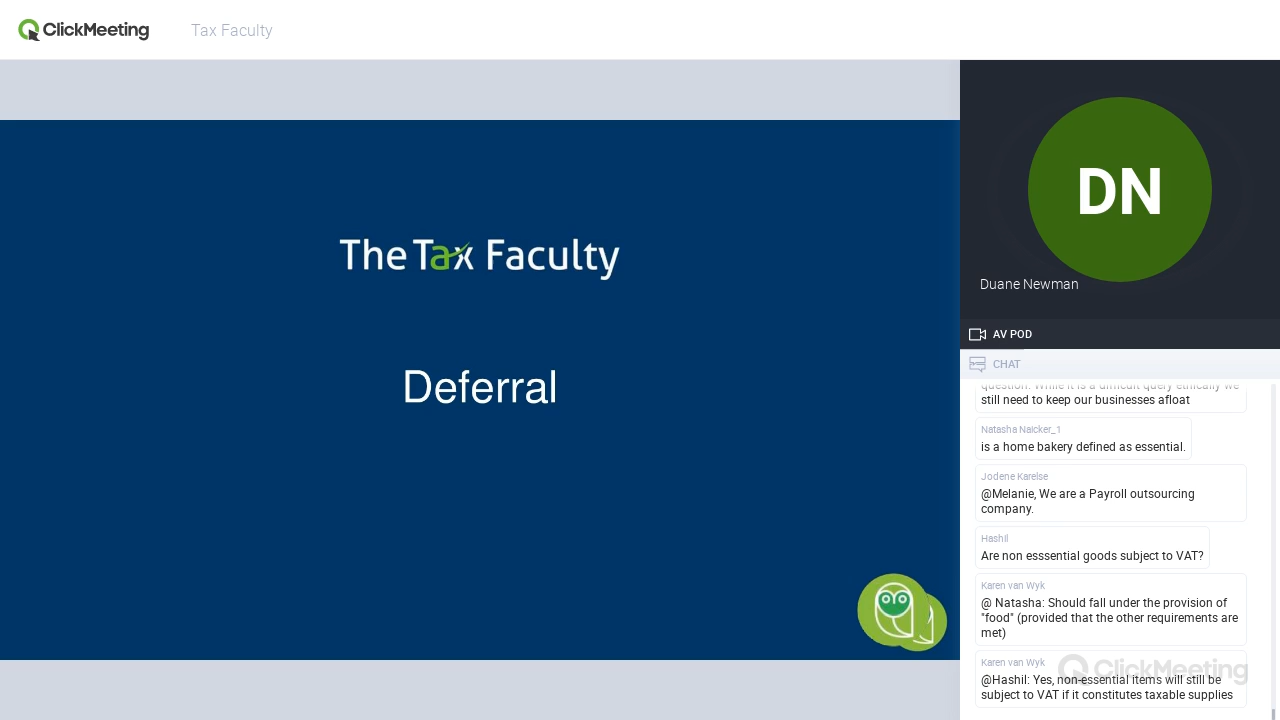 ClickMeeting
Tax Faculty
The Tax Faculty
Deferral
DN
Duane Newman
AV POD
CHAT
question. While it is a difficult query ethically we
still need to keep our businesses afloat
Natasha Naicker_1
is a home bakery defined as essential.
Jodene Karelse
@Melanie, We are a Payroll outsourcing
company.
Hashil
Are non esssential goods subject to VAT?
Karen van Wyk
@ Natasha: Should fall under the provision of
"food" (provided that the other requirements are
met)
Karen van Wyk
@Hashil: Yes, non-essential items will still be
subject to VAT if it constitutes taxable supplies
ClickMeeting